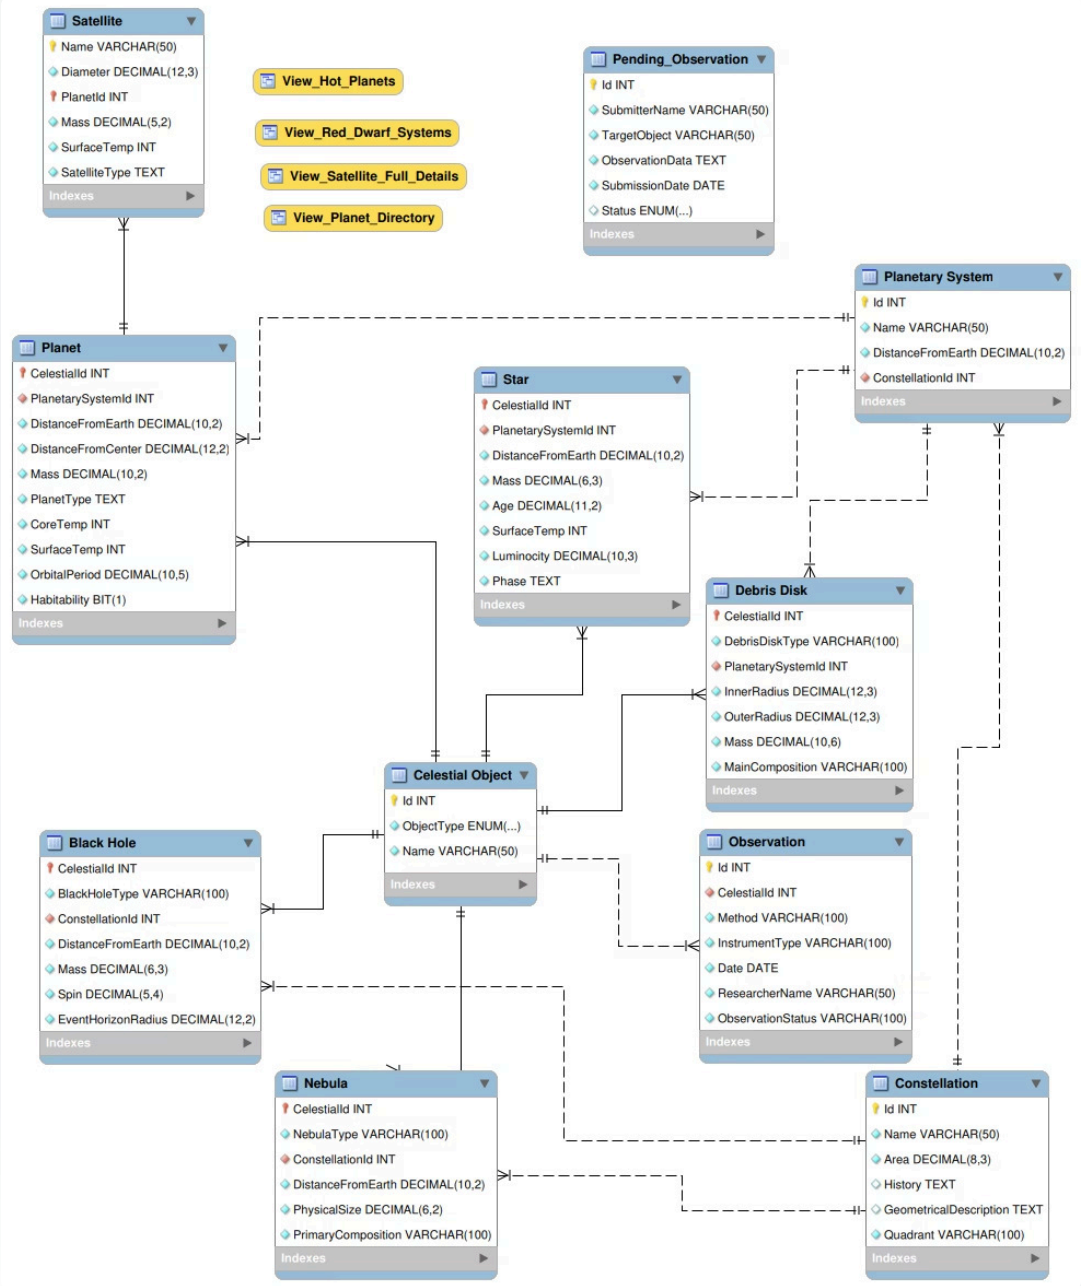 Satellite
Name VARCHAR(50)
Diameter DECIMAL(12,3)
PlanetId INT
Mass DECIMAL(5,2)
SurfaceTemp INT
SatelliteType TEXT
Indexes
View_Hot_Planets
View_Red_Dwarf_Systems
View_Satellite_Full_Details
View_Planet_Directory
Pending_Observation
Id INT
SubmitterName VARCHAR(50)
TargetObject VARCHAR(50)
ObservationData TEXT
SubmissionDate DATE
Status ENUM(...)
Indexes
Planetary System
Id INT
Name VARCHAR(50)
DistanceFromEarth DECIMAL(10,2)
ConstellationId INT
Indexes
Planet
CelestialId INT
PlanetarySystemId INT
DistanceFromEarth DECIMAL(10,2)
DistanceFromCenter DECIMAL(12,2)
Mass DECIMAL(10,2)
PlanetType TEXT
CoreTemp INT
SurfaceTemp INT
OrbitalPeriod DECIMAL(10,5)
Habitability BIT(1)
Indexes
Star
CelestialId INT
PlanetarySystemId INT
DistanceFromEarth DECIMAL(10,2)
Mass DECIMAL(6,3)
Age DECIMAL(11,2)
SurfaceTemp INT
Luminocity DECIMAL(10,3)
Phase TEXT
Indexes
Debris Disk
CelestialId INT
DebrisDiskType VARCHAR(100)
PlanetarySystemId INT
InnerRadius DECIMAL(12,3)
OuterRadius DECIMAL(12,3)
Mass DECIMAL(10,6)
MainComposition VARCHAR(100)
Indexes
Celestial Object
Id INT
ObjectType ENUM(...)
Name VARCHAR(50)
Indexes
Black Hole
CelestialId INT
BlackHoleType VARCHAR(100)
ConstellationId INT
DistanceFromEarth DECIMAL(10,2)
Mass DECIMAL(6,3)
Spin DECIMAL(5,4)
EventHorizonRadius DECIMAL(12,2)
Indexes
Observation
Id INT
CelestialId INT
Method VARCHAR(100)
InstrumentType VARCHAR(100)
Date DATE
ResearcherName VARCHAR(50)
ObservationStatus VARCHAR(100)
Indexes
Nebula
CelestialId INT
NebulaType VARCHAR(100)
ConstellationId INT
DistanceFromEarth DECIMAL(10,2)
PhysicalSize DECIMAL(6,2)
PrimaryComposition VARCHAR(100)
Indexes
Constellation
Id INT
Name VARCHAR(50)
Area DECIMAL(8,3)
History TEXT
GeometricalDescription TEXT
Quadrant VARCHAR(100)
Indexes